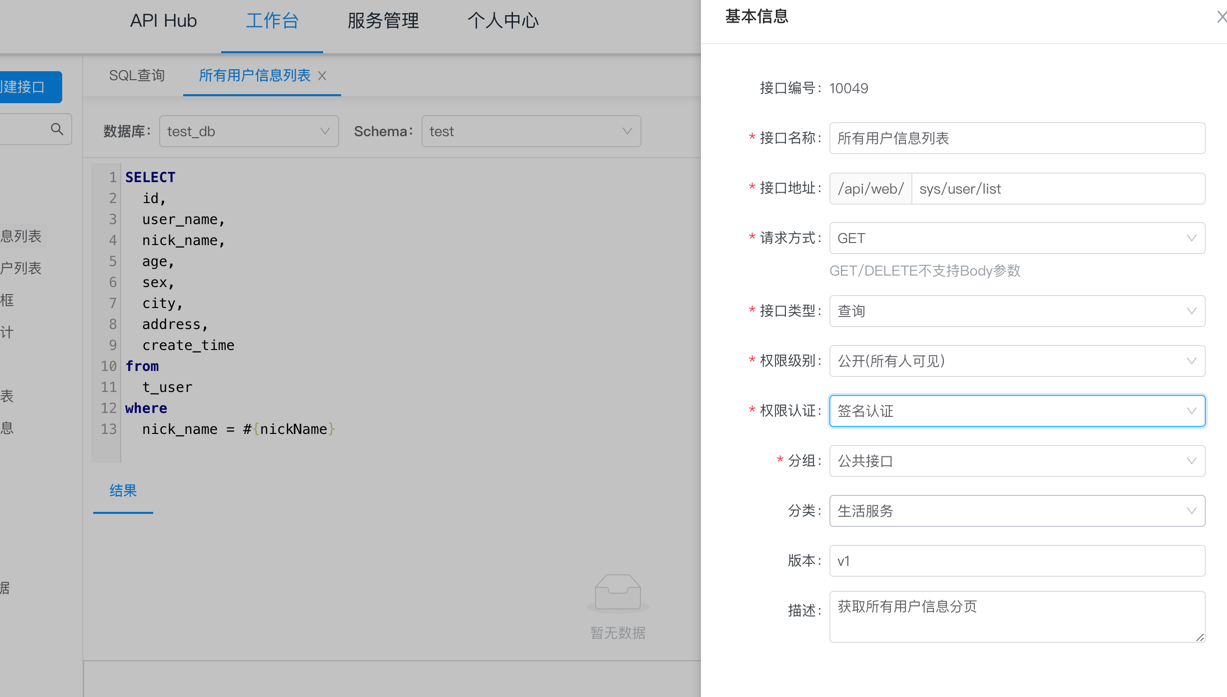 API Hub 工作台 服务管理 个人中心
SQL查询 所有用户信息列表
建接口
数据库: test_db Schema: test
息列表
户列表
框
计
表
息
据
1 SELECT
2 id,
3 user_name,
4 nick_name,
5 age,
6 sex,
7 city,
8 address,
9 create_time
10 from
11 t_user
12 where
13 nick_name = #{nickName}
结果
暂无数据
基本信息
接口编号: 10049
* 接口名称: 所有用户信息列表
* 接口地址: /api/web/ sys/user/list
* 请求方式: GET
GET/DELETE不支持Body参数
* 接口类型: 查询
* 权限级别: 公开(所有人可见)
* 权限认证: 签名认证
* 分组: 公共接口
分类: 生活服务
版本: v1
描述: 获取所有用户信息分页